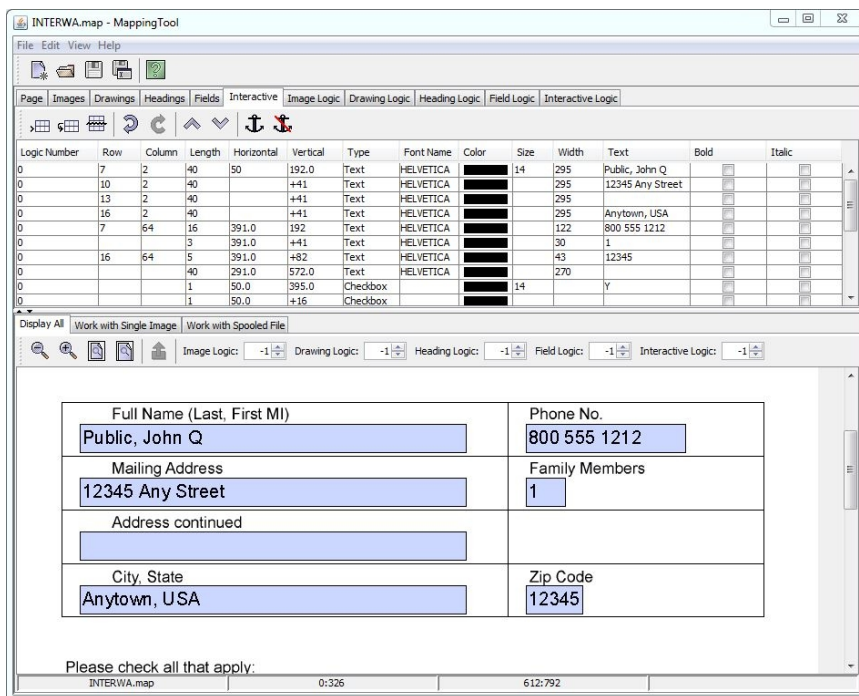 INTERWA.map - MappingTool
File Edit View Help
Page Images Drawings Headings Fields Interactive Image Logic Drawing Logic Heading Logic Field Logic Interactive Logic
Logic Number Row Column Length Horizontal Vertical Type Font Name Color Size Width Text Bold Italic
0 7 2 40 50 192.0 Text HELVETICA 14 295 Public, John Q
0 10 2 40 +41 Text HELVETICA 295 12345 Any Street
0 13 2 40 +41 Text HELVETICA 295
0 16 2 40 +41 Text HELVETICA 295 Anytown, USA
0 7 64 16 391.0 192 Text HELVETICA 122 800 555 1212
0 3 391.0 +41 Text HELVETICA 30 1
0 16 64 5 391.0 +82 Text HELVETICA 43 12345
0 40 291.0 572.0 Text HELVETICA 270
0 1 50.0 395.0 Checkbox 14 Y
0 1 50.0 +16 Checkbox
Display All Work with Single Image Work with Spooled File
Image Logic: -1 Drawing Logic: -1 Heading Logic: -1 Field Logic: -1 Interactive Logic: -1
Full Name (Last, First MI) Phone No.
Public, John Q 800 555 1212
Mailing Address Family Members
12345 Any Street 1
Address continued
City, State Zip Code
Anytown, USA 12345
Please check all that apply:
INTERWA.map 0:326 612:792